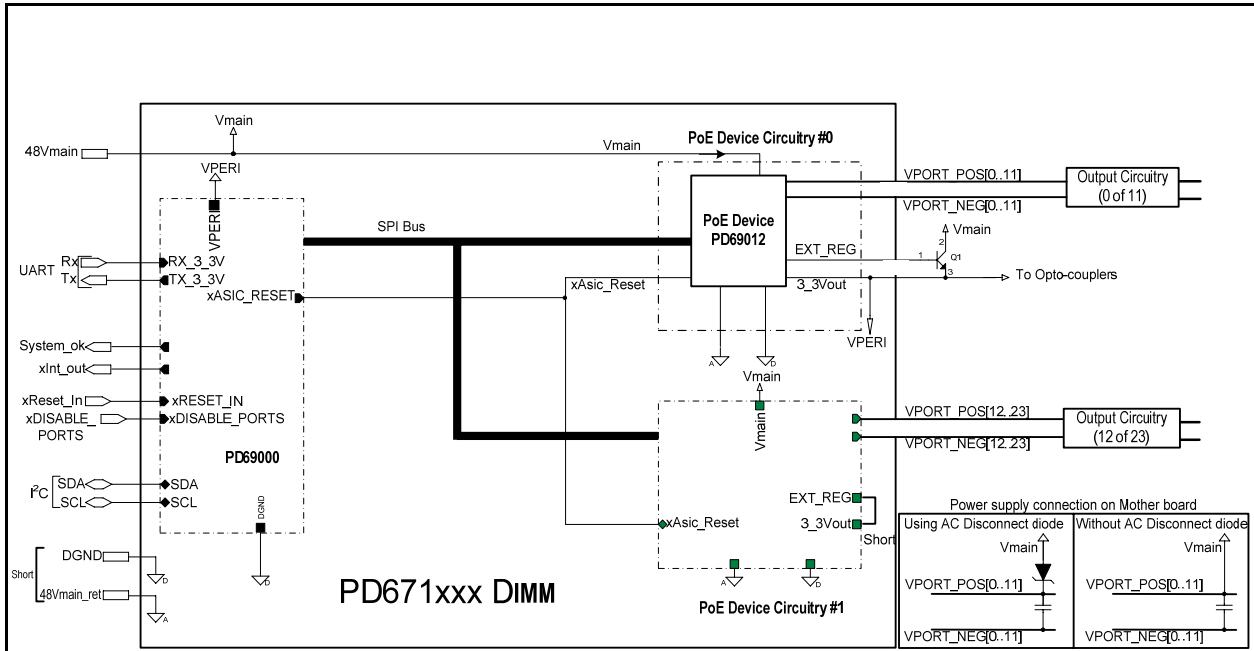 Vmain
48Vmain
Vmain
PoE Device Circuitry #0
VPERI
VPERI
SPI Bus
PoE Device
PD69012
VPORT_POS[0..11]
VPORT_NEG[0..11]
Output Circuitry
(0 of 11)
Vmain
EXT_REG
1
2
Q1
3
UART
Rx
Tx
RX_3_3V
TX_3_3V
xASIC_RESET
xAsic_Reset
3_3Vout
To Opto-couplers
VPERI
A
D
System_ok
xInt_out
xReset_In
xRESET_IN
xDISABLE_
PORTS
xDISABLE_PORTS
PD69000
Vmain
Vmain
VPORT_POS[12..23]
VPORT_NEG[12..23]
Output Circuitry
(12 of 23)
I²C
SDA
SCL
SDA
SCL
DGND
EXT_REG
3_3Vout
Short
xAsic_Reset
A
D
PoE Device Circuitry #1
Short
DGND
D
48Vmain_ret
A
D
PD671xxx DIMM
Power supply connection on Mother board
Using AC Disconnect diode
Without AC Disconnect diode
Vmain
Vmain
VPORT_POS[0..11]
VPORT_POS[0..11]
VPORT_NEG[0..11]
VPORT_NEG[0..11]